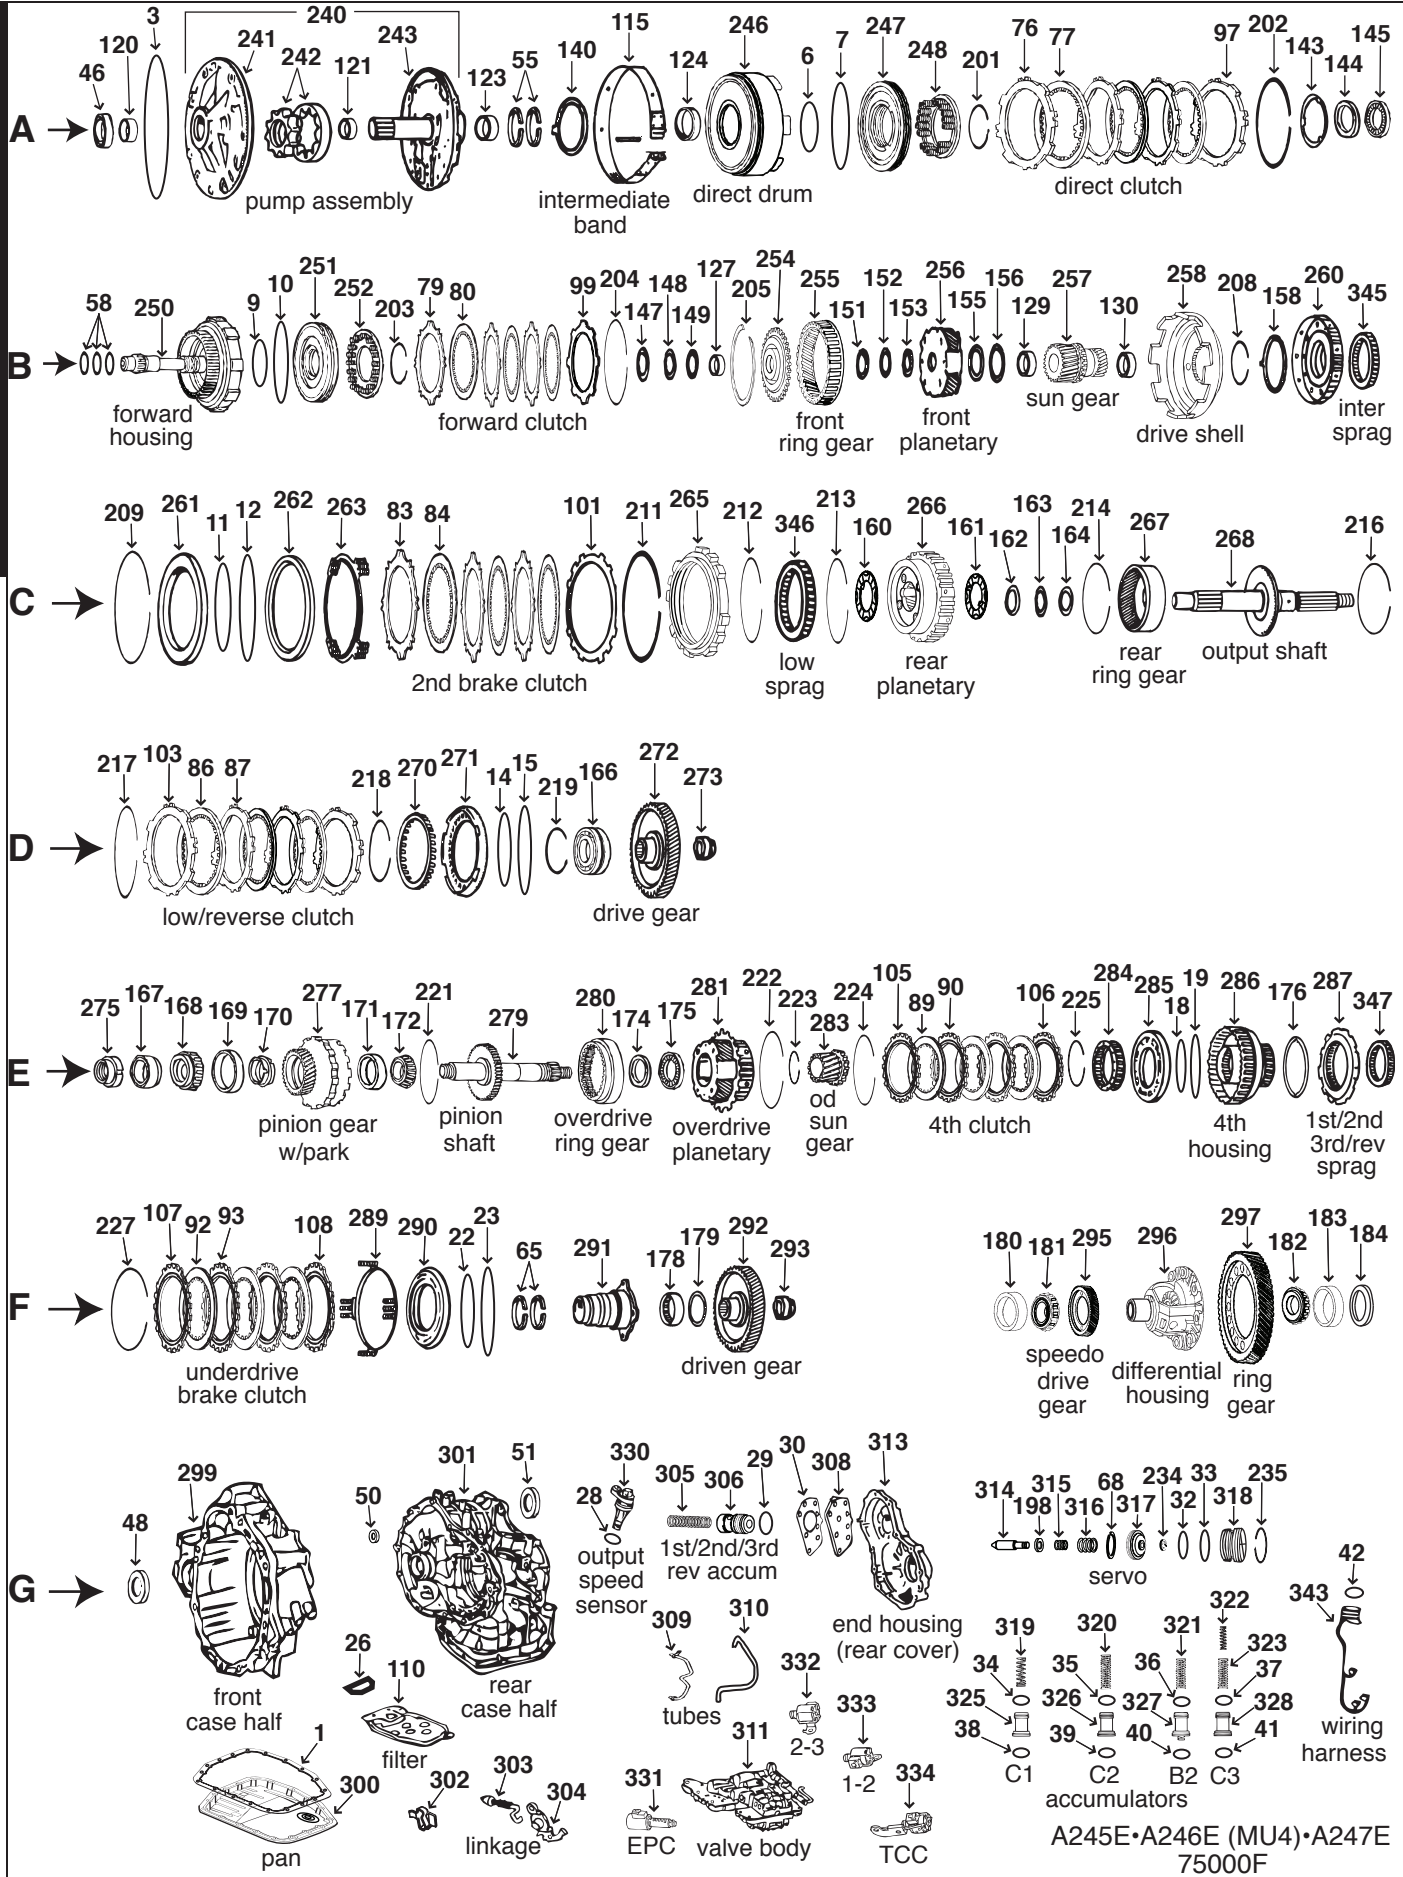 3 120 46 241 240 242 121 243 123 55 140 115 124 246 6 7 247 248 201 76 77 97 202 143 144 145
A
pump assembly
intermediate
band
direct drum
direct clutch
58 250 9 10 251 252 203 79 80 99 204 147 148 149 127 205 254 255 151 152 153 256 155 156 129 257 130 258 208 158 260 345
B
forward
housing
forward clutch
front
ring gear
front
planetary
sun gear
drive shell
inter
sprag
209 261 11 12 262 263 83 84 101 211 265 212 346 213 160 266 161 162 163 164 214 267 268 216
C
2nd brake clutch
low
sprag
rear
planetary
rear
ring gear
output shaft
217 103 86 87 218 270 271 14 15 219 166 272 273
D
low/reverse clutch
drive gear
275 167 168 169 170 277 171 172 221 279 280 174 175 281 222 223 283 224 105 89 90 106 225 284 285 18 19 286 176 287 347
E
pinion gear
w/park
pinion
shaft
overdrive
ring gear
overdrive
planetary
od
sun
gear
4th clutch
4th
housing
1st/2nd
3rd/rev
sprag
227 107 92 93 108 289 290 22 23 65 291 178 179 292 293 180 181 295 296 297 182 183 184
F
underdrive
brake clutch
driven gear
speedo
drive
gear
differential
housing
ring
gear
299 48 50 301 51 330 28 305 306 29 30 308 313 314 198 315 316 68 317 234 32 33 318 235 42 343
G
output
speed
sensor
1st/2nd/3rd
rev accum
end housing
(rear cover)
servo
wiring
harness
front
case half
26 110
filter
rear
case half
309 310
tubes
332
2-3
333
1-2
319 320 321 322 323
34 35 36 37
325 326 327 328
38 39 40 41
C1 C2 B2 C3
accumulators
1 300
pan
302 303 304
linkage
331
EPC
311
valve body
334
TCC
A245E•A246E (MU4)•A247E
75000F